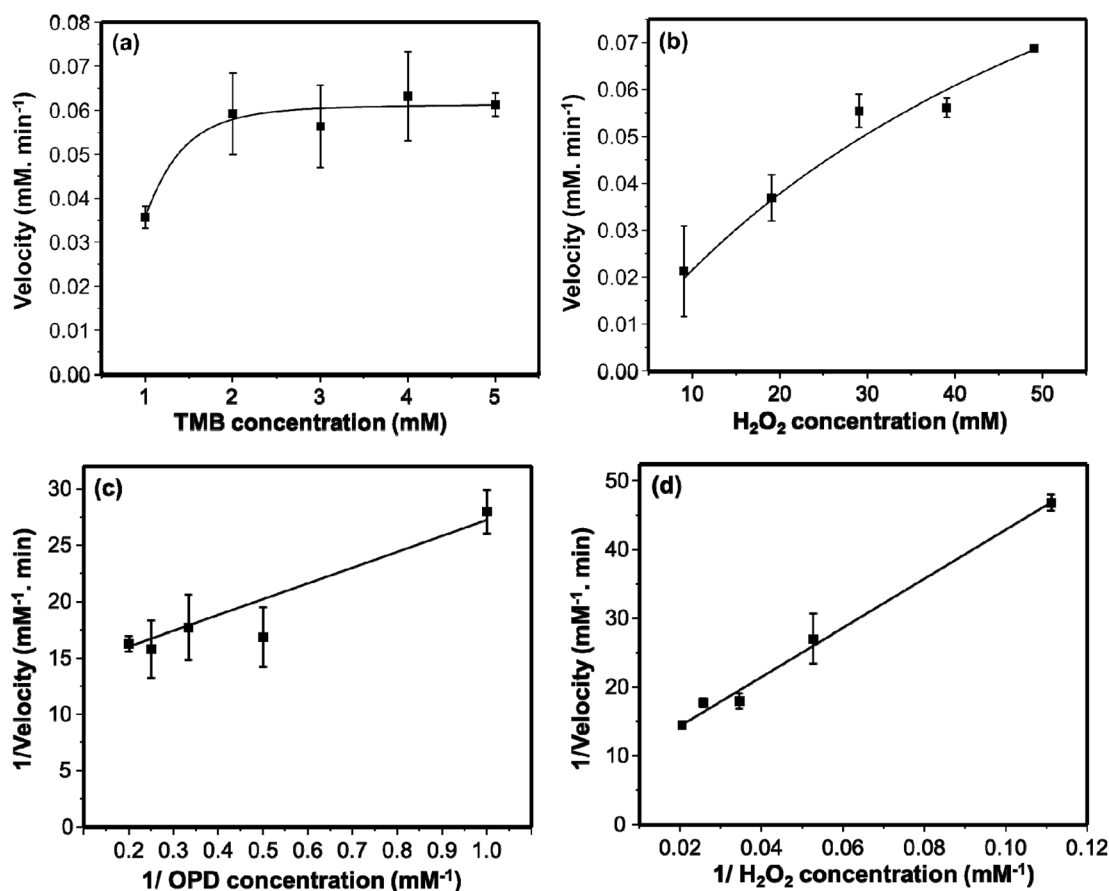 (a)
Velocity (mM. min⁻¹)
0.08
0.07
0.06
0.05
0.04
0.03
0.02
0.01
0.00
1 2 3 4 5
TMB concentration (mM)
(b)
Velocity (mM. min⁻¹)
0.07
0.06
0.05
0.04
0.03
0.02
0.01
0.00
10 20 30 40 50
H₂O₂ concentration (mM)
(c)
1/Velocity (mM⁻¹. min)
30
25
20
15
10
5
0
0.2 0.3 0.4 0.5 0.6 0.7 0.8 0.9 1.0
1/ OPD concentration (mM⁻¹)
(d)
1/Velocity (mM⁻¹. min)
50
40
30
20
10
0
0.02 0.04 0.06 0.08 0.10 0.12
1/ H₂O₂ concentration (mM⁻¹)